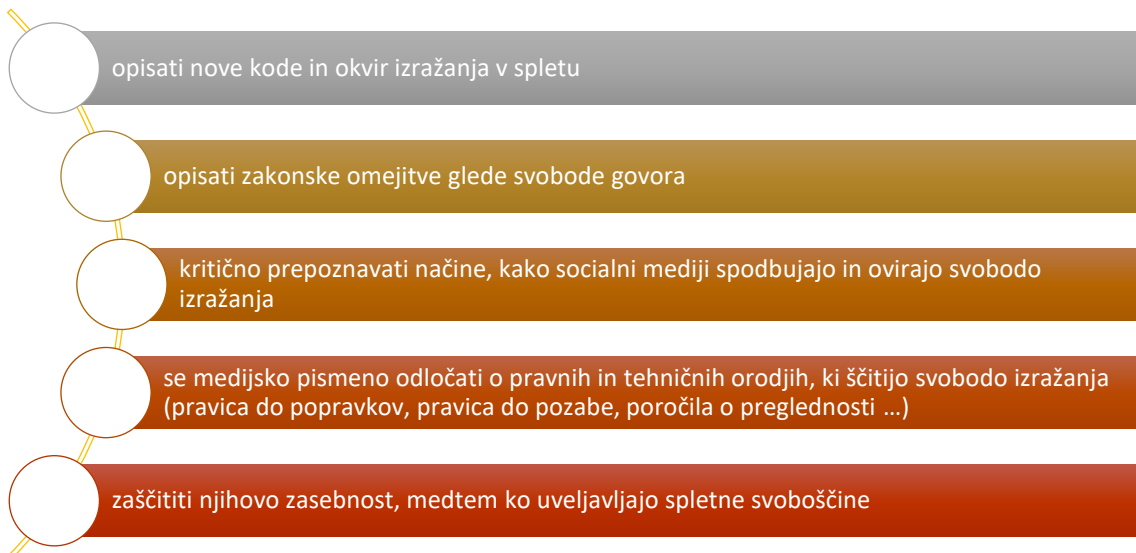 opisati nove kode in okvir izražanja v spletu
opisati zakonske omejitve glede svobode govora
kritično prepoznavati načine, kako socialni mediji spodbujajo in ovirajo svobodo
izražanja
se medijsko pismeno odločati o pravnih in tehničnih orodjih, ki ščitijo svobodo izražanja
(pravica do popravkov, pravica do pozabe, poročila o preglednosti …)
zaščititi njihovo zasebnost, medtem ko uveljavljajo spletne svoboščine